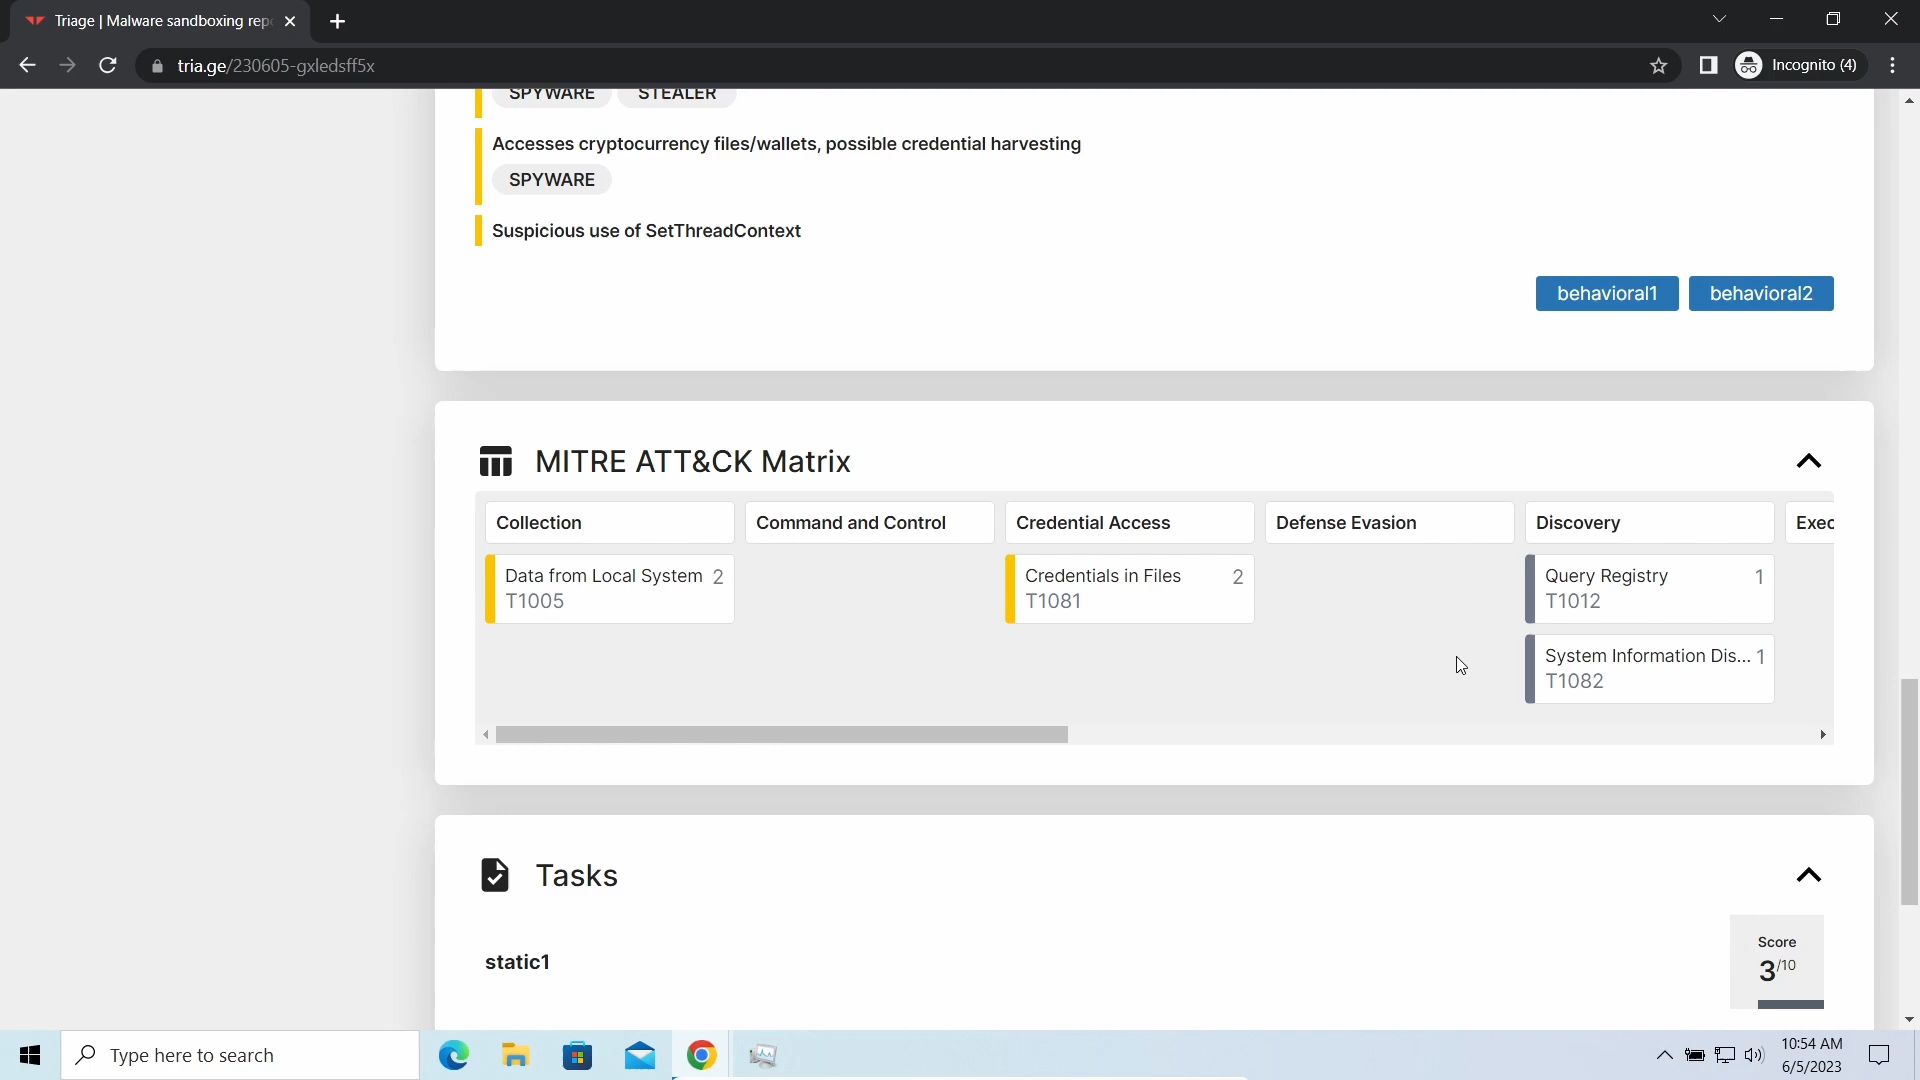 Triage | Malware sandboxing rep
tria.ge/230605-gxledsff5x
Incognito (4)
SPYWARE STEALER
Accesses cryptocurrency files/wallets, possible credential harvesting
SPYWARE
Suspicious use of SetThreadContext
behavioral1 behavioral2
MITRE ATT&CK Matrix
Collection Command and Control Credential Access Defense Evasion Discovery Exec
Data from Local System 2 Credentials in Files 2 Query Registry 1
T1005 T1081 T1012
System Information Dis... 1
T1082
Tasks
Score
static1
3/10
Type here to search
10:54 AM
6/5/2023